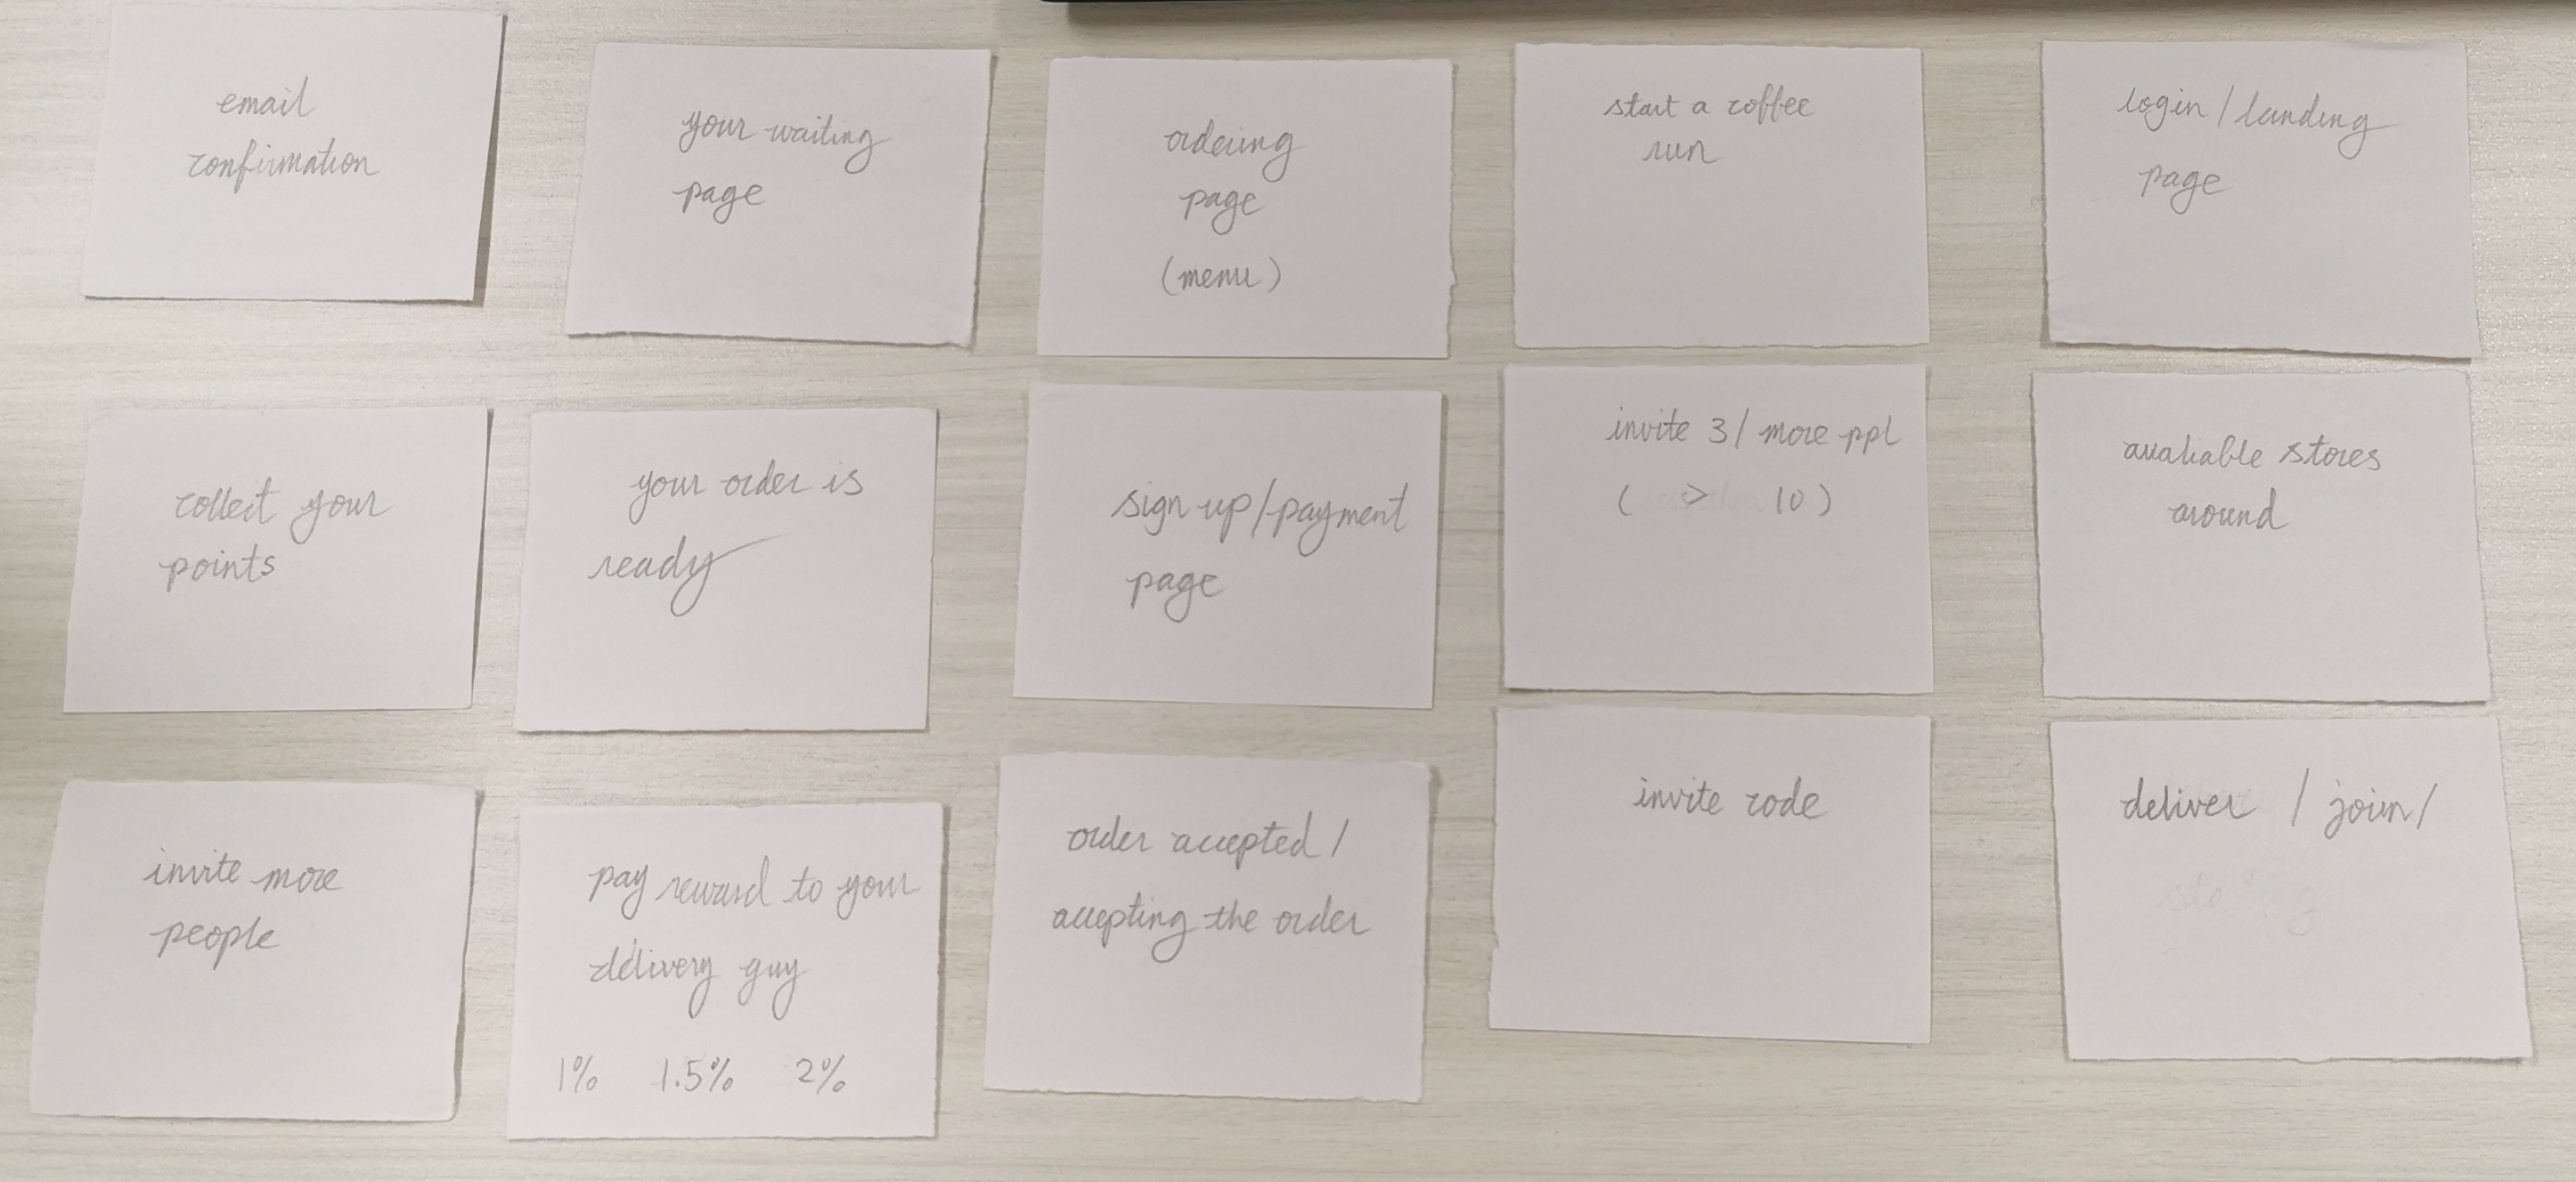 email
confirmation
your waiting
page
ordering
page
(menu)
start a coffee
run
login / landing
page
collect your
points
your order is
ready
sign up/payment
page
invite 3/ more ppl
( > 10 )
avaliable stores
around
invite more
people
pay reward to your
delivery guy
1% 1.5% 2%
order accepted /
accepting the order
invite code
deliver / join/